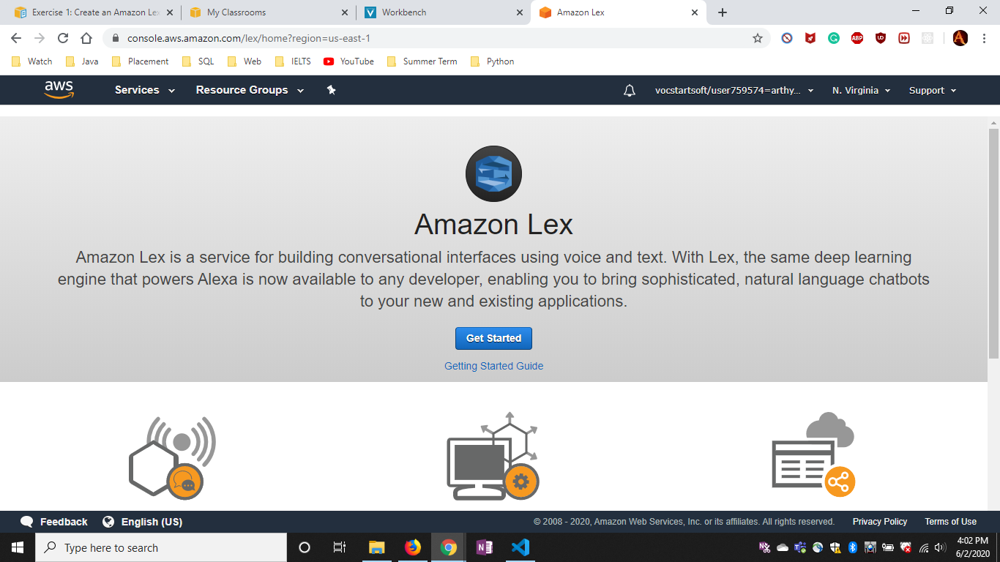 Exercise 1: Create an Amazon Lex
My Classrooms
Workbench
Amazon Lex
console.aws.amazon.com/lex/home?region=us-east-1
ABP
Watch
Java
Placement
SQL
Web
IELTS
YouTube
Summer Term
Python
aws
Services
Resource Groups
vocstartsoft/user759574=arthy...
N. Virginia
Support
Amazon Lex
Amazon Lex is a service for building conversational interfaces using voice and text. With Lex, the same deep learning
engine that powers Alexa is now available to any developer, enabling you to bring sophisticated, natural language chatbots
to your new and existing applications.
Get Started
Getting Started Guide
Feedback
English (US)
© 2008 - 2020, Amazon Web Services, Inc. or its affiliates. All rights reserved.
Privacy Policy
Terms of Use
Type here to search
4:02 PM
6/2/2020